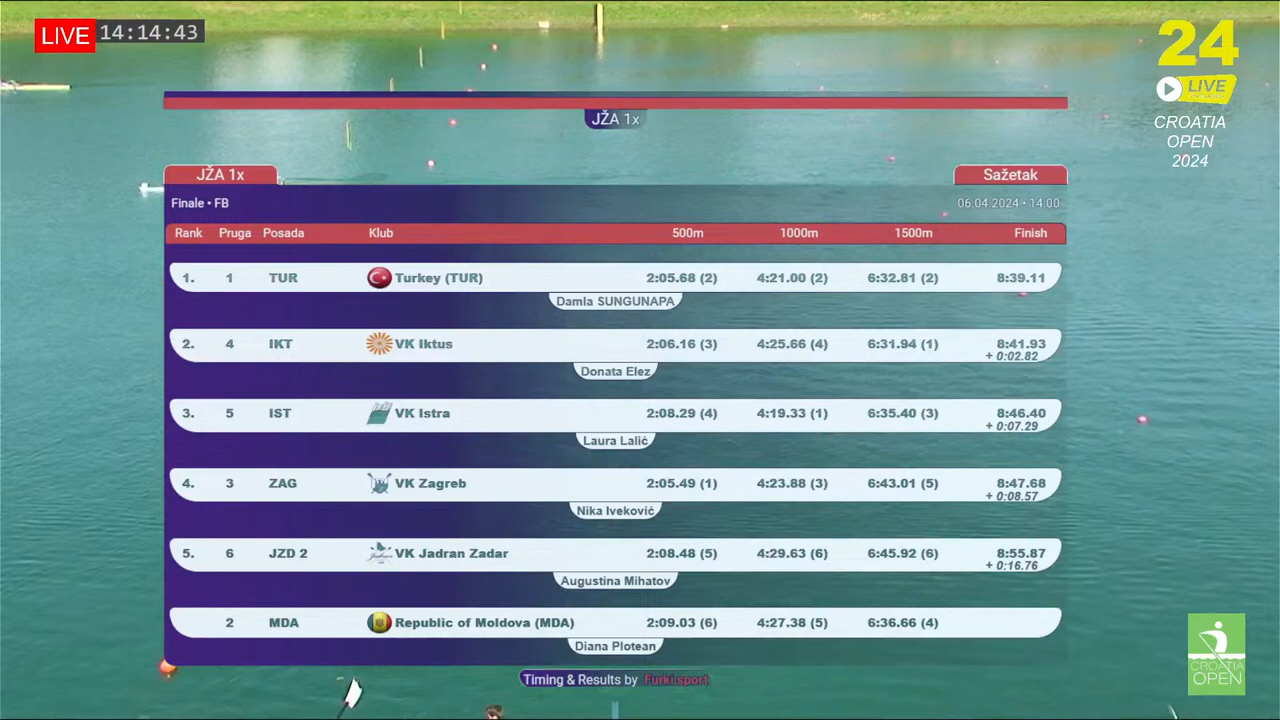 LIVE 14:14:43
24
LIVE
CROATIA
OPEN
2024
JŽA 1x
JŽA 1x Sažetak
Finale • FB 06.04.2024 • 14:00
Rank Pruga Posada Klub 500m 1000m 1500m Finish
1. 1 TUR Turkey (TUR) 2:05.68 (2) 4:21.00 (2) 6:32.81 (2) 8:39.11
Damla SUNGUNAPA
2. 4 IKT VK Iktus 2:06.16 (3) 4:25.66 (4) 6:31.94 (1) 8:41.93
+ 0:02.82
Donata Elez
3. 5 IST VK Istra 2:08.29 (4) 4:19.33 (1) 6:35.40 (3) 8:46.40
+ 0:07.29
Laura Lalić
4. 3 ZAG VK Zagreb 2:05.49 (1) 4:23.88 (3) 6:43.01 (5) 8:47.68
+ 0:08.57
Nika Iveković
5. 6 JZD 2 VK Jadran Zadar 2:08.48 (5) 4:29.63 (6) 6:45.92 (6) 8:55.87
+ 0:16.76
Augustina Mihatov
2 MDA Republic of Moldova (MDA) 2:09.03 (6) 4:27.38 (5) 6:36.66 (4)
Diana Plotean
Timing & Results by Furki sport
CROATIA
OPEN